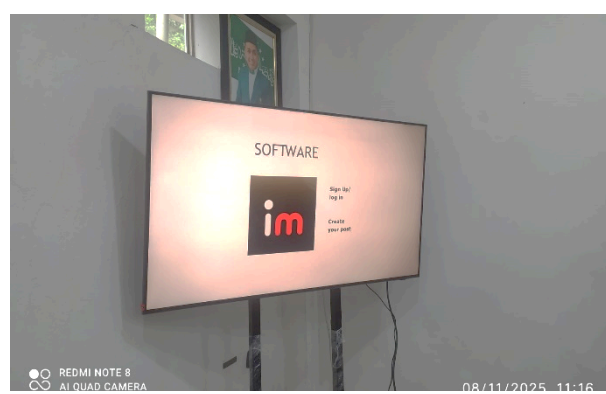 SOFTWARE
im
Sign Up/
log in
Create
your post
REDMI NOTE 8
AI QUAD CAMERA
08/11/2025 11:16